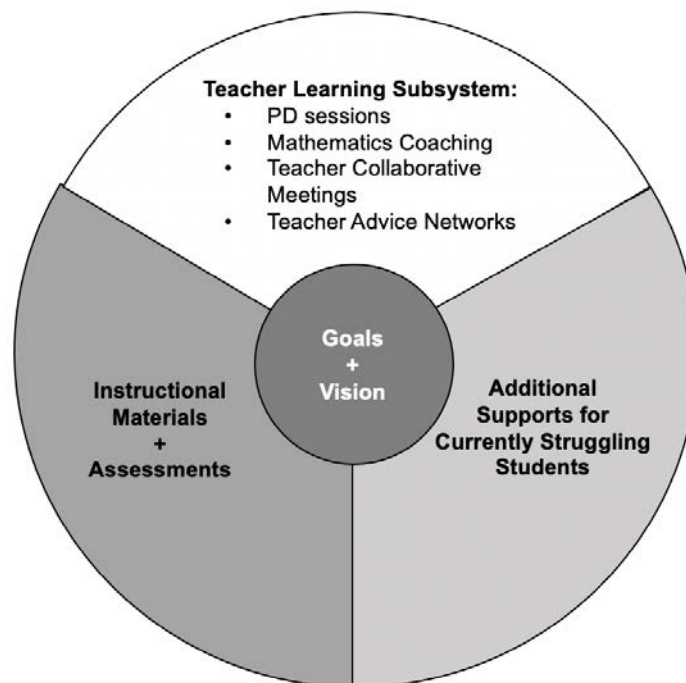 Teacher Learning Subsystem:
• PD sessions
• Mathematics Coaching
• Teacher Collaborative
Meetings
• Teacher Advice Networks
Goals
+
Vision
Instructional
Materials
+
Assessments
Additional
Supports for
Currently Struggling
Students